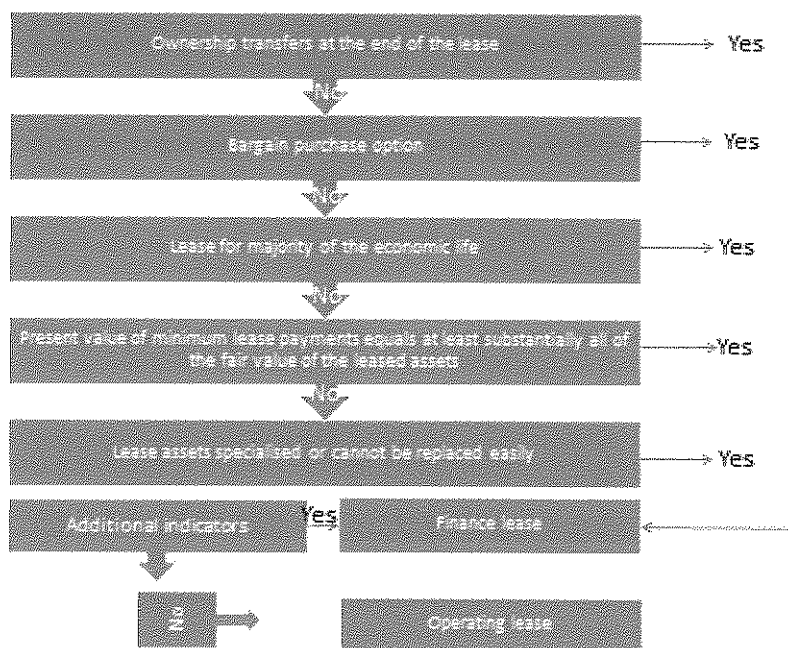 Ownership transfers at the end of the lease
Yes
No
Bargain purchase option
Yes
No
Lease for majority of the economic life
Yes
No
Present value of minimum lease payments equals at least substantially all of
the fair value of the leased assets
Yes
No
Lease assets specialised or cannot be replaced easily
Yes
Additional indicators
Yes
Finance lease
No
Operating lease